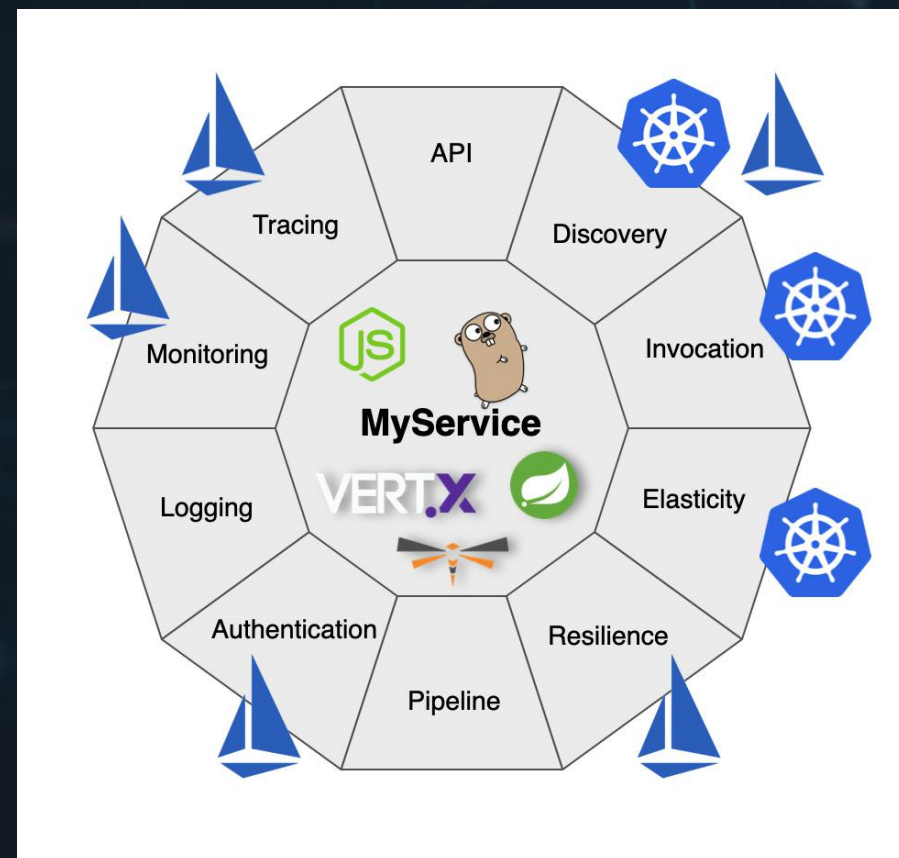 API
Tracing
Discovery
Monitoring
Invocation
JS
MyService
VERT.X
Logging
Elasticity
Authentication
Resilience
Pipeline